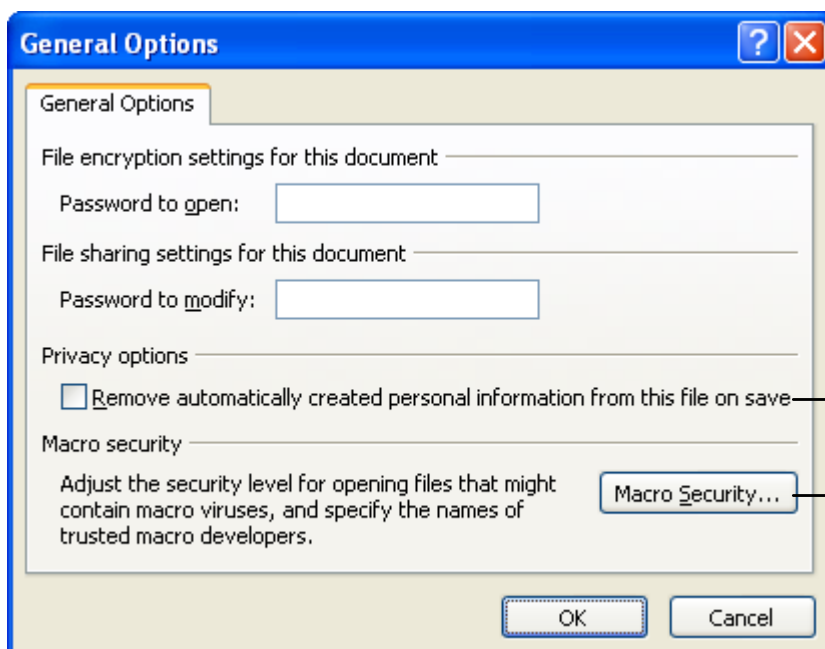 General Options
General Options
File encryption settings for this document
Password to open:
File sharing settings for this document
Password to modify:
Privacy options
Remove automatically created personal information from this file on save
Macro security
Adjust the security level for opening files that might
contain macro viruses, and specify the names of
trusted macro developers.
Macro Security...
OK
Cancel